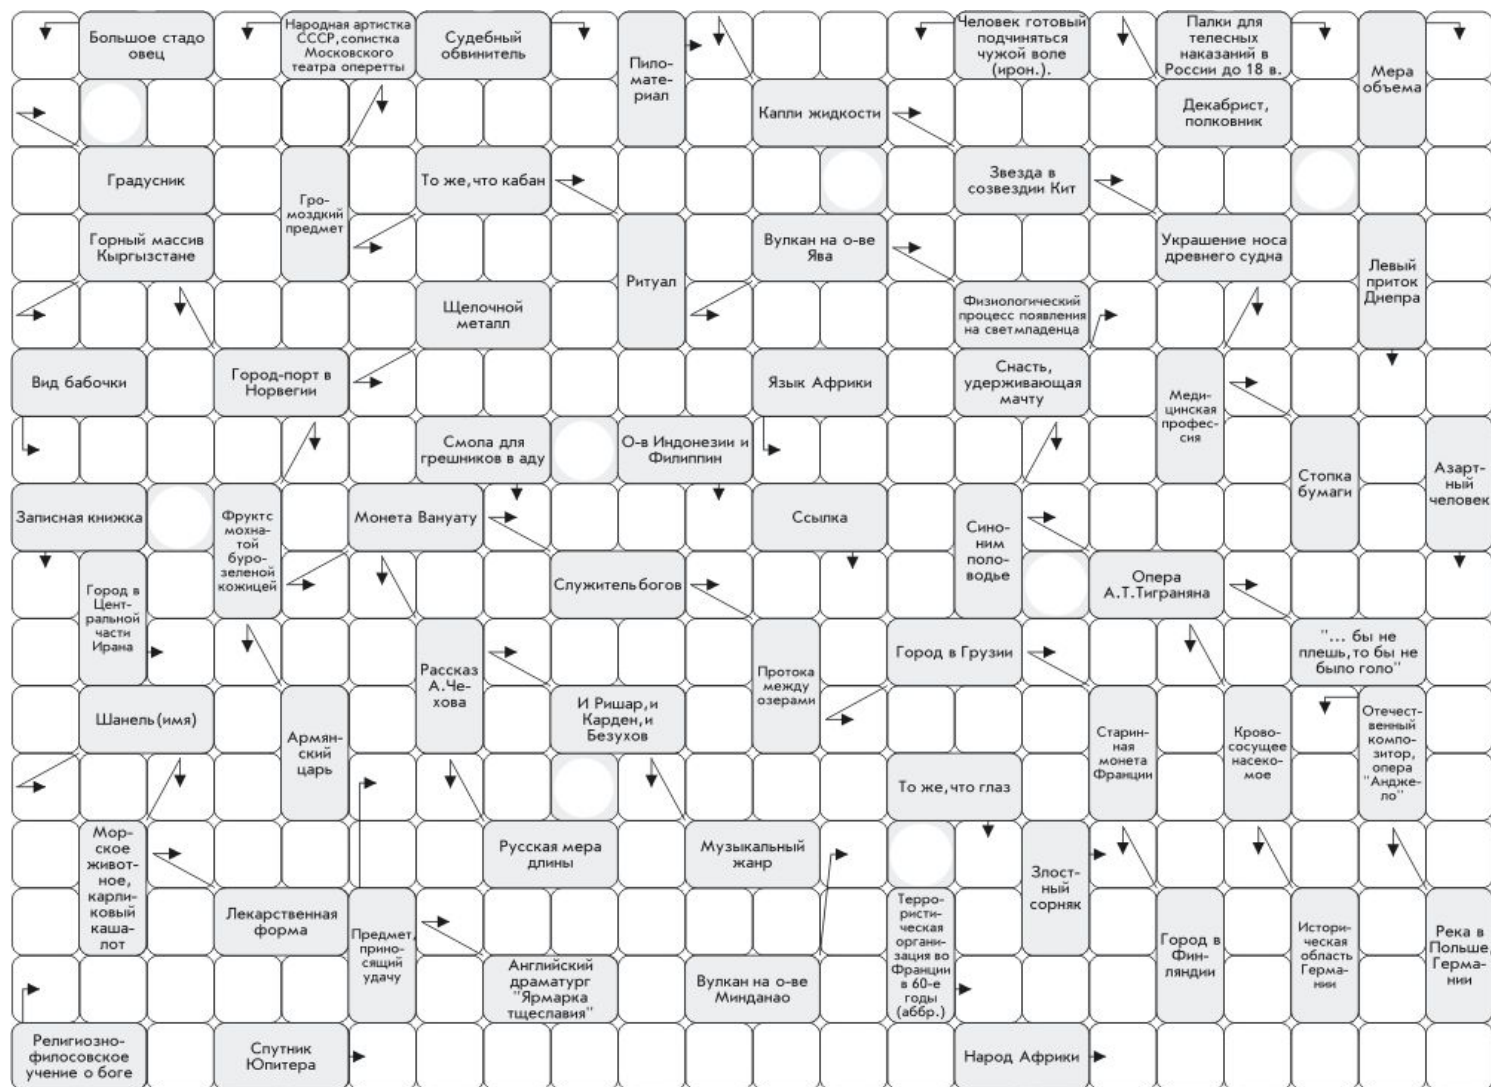 Большое стадо
овец
Народная артистка
СССР, солистка
Московского
театра оперетты
Судебный
обвинитель
Пило-
мате-
риал
Человек готовый
подчиняться
чужой воле
(ирон.).
Палки для
телесных
наказаний в
России до 18 в.
Мера
объема
Капли жидкости
Декабрист,
полковник
Градусник
Гро-
моздкий
предмет
То же, что кабан
Звезда в
созвездии Кит
Горный массив
Кыргызстане
Ритуал
Вулкан на о-ве
Ява
Украшение носа
древнего судна
Левый
приток
Днепра
Щелочной
металл
Физиологический
процесс появления
на свет младенца
Вид бабочки
Город-порт в
Норвегии
Язык Африки
Снасть,
удерживающая
мачту
Меди-
цинская
профес-
сия
Смола для
грешников в аду
О-в Индонезии и
Филиппин
Стопка
бумаги
Азарт-
ный
человек
Записная книжка
Фрукт с
мохна-
той
буро-
зеленой
кожицей
Монета Вануату
Ссылка
Сино-
ним
поло-
водье
Город в
Цент-
ральной
части
Ирана
Служитель богов
Опера
А.Т.Тиграняна
Рассказ
А.Че-
хова
Протока
между
озерами
Город в Грузии
"... бы не
плешь, то бы не
было голо"
Шанель (имя)
Армян-
ский
царь
И Ришар, и
Карден, и
Безухов
Старин-
ная
монета
Франции
Крово-
сосущее
насеко-
мое
Отечест-
венный
компо-
зитор,
опера
"Андже-
ло"
То же, что глаз
Мор-
ское
живот-
ное,
карли-
ковый
каша-
лот
Русская мера
длины
Музыкальный
жанр
Злост-
ный
сорняк
Лекарственная
форма
Предмет,
прино-
сящий
удачу
Терро-
ристи-
ческая
органи-
зация во
Франции
в 60-е
годы
(аббр.)
Город в
Фин-
ляндии
Истори-
ческая
область
Герма-
нии
Река в
Польше,
Герма-
нии
Английский
драматург
"Ярмарка
тщеславия"
Вулкан на о-ве
Минданао
Религиозно-
филосовское
учение о боге
Спутник
Юпитера
Народ Африки